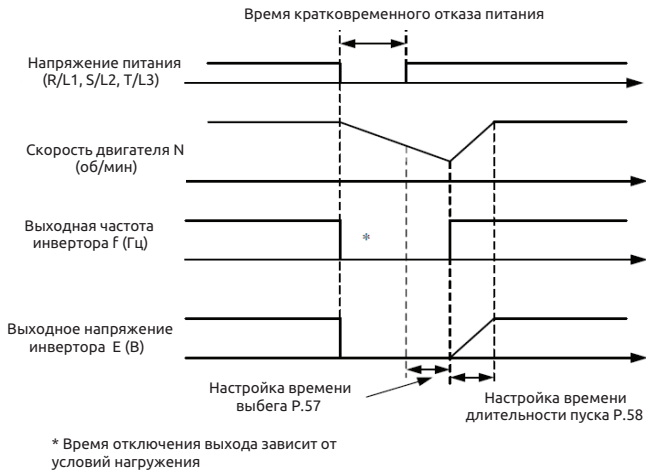 Время кратковременного отказа питания
Напряжение питания
(R/L1, S/L2, T/L3)
Скорость двигателя N
(об/мин)
Выходная частота
инвертора f (Гц)
*
Выходное напряжение
инвертора E (В)
Настройка времени
выбега P.57
Настройка времени
длительности пуска P.58
* Время отключения выхода зависит от
условий нагружения